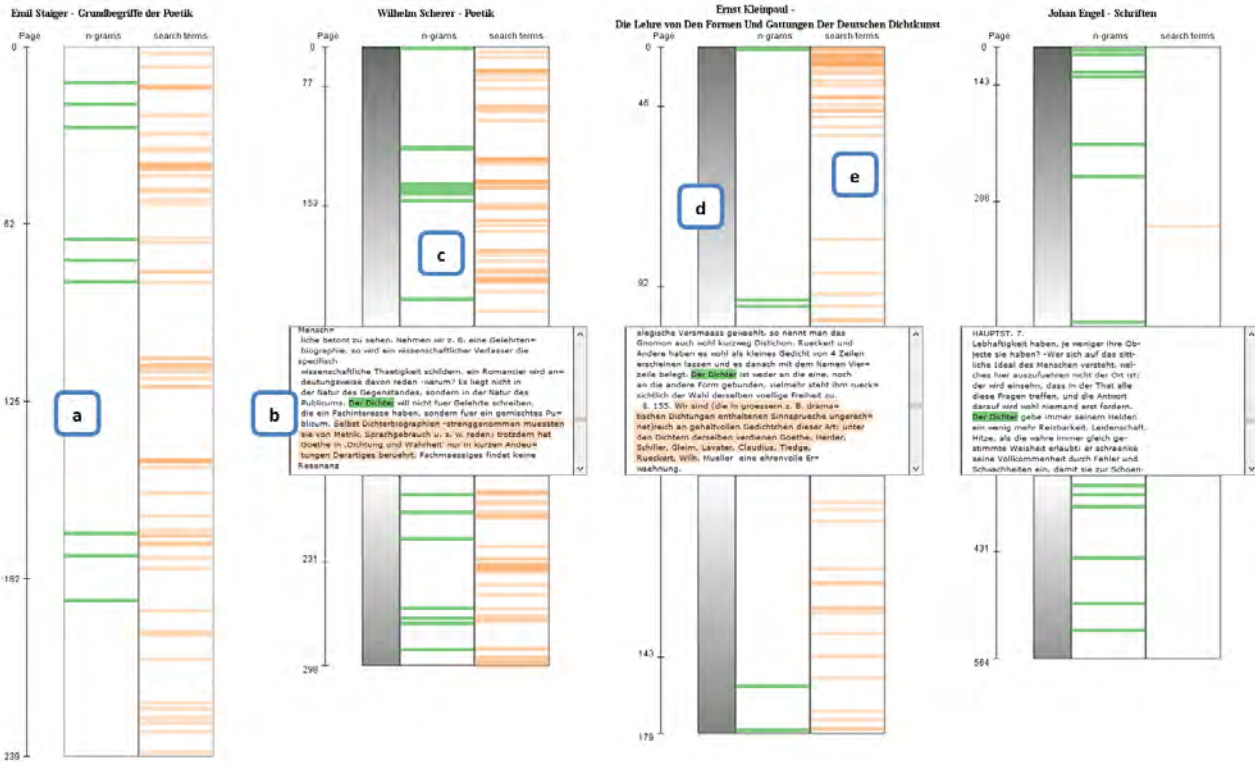 Emil Staiger - Grundbegriffe der Poetik
Page n-grams search terms
0
62
125
182
239
a
Wilhelm Scherer - Poetik
Page n-grams search terms
0
77
153
231
298
b
c
Mensch=
liche betont zu sehen. Nehmen wir z. B. eine Gelehrten=
biographie, so wird ein wissenschaftlicher Verfasser die
spezifisch
wissenschaftliche Thaetigkeit schildern, ein Romancier wird an=
deutungsweise davon reden -warum? Es liegt nicht in
der Natur des Gegenstandes, sondern in der Natur des
Publicums. Der Dichter will nicht fuer Gelehrte schreiben,
die ein Fachinteresse haben, sondern fuer ein gemischtes Pu=
blicum. Selbst Dichterbiographien -strenggenommen muessten
sie von Metrik, Sprachgebrauch u. s. w. reden; trotzdem hat
Goethe in ,Dichtung und Wahrheit' nur in kurzen Andeu=
tungen Derartiges beruehrt. Fachmaessiges findet keine
Resonanz
Ernst Kleinpaul -
Die Lehre von Den Formen Und Gattungen Der Deutschen Dichtkunst
Page n-grams search terms
0
46
92
143
179
d
e
elegische Versmaass gewaehlt, so nennt man das
Gnomon auch wohl kurzweg Distichon. Rueckert und
Andere haben es wohl als kleines Gedicht von 4 Zeilen
erscheinen lassen und es danach mit dem Namen Vier=
zeile belegt. Der Dichter ist weder an die eine, noch
an die andere Form gebunden, vielmehr steht ihm rueck=
sichtlich der Wahl derselben voellige Freiheit zu.
§. 155. Wir sind (die in groessern z. B. drama=
tischen Dichtungen enthaltenen Sinnsprueche ungerech=
net)reich an gehaltvollen Gedichtchen dieser Art; unter
den Dichtern derselben verdienen Goethe, Herder,
Schiller, Gleim, Lavater, Claudius, Tiedge,
Rueckert, Wilh. Mueller eine ehrenvolle Er=
waehnung.
Johan Engel - Schriften
Page n-grams search terms
0
143
288
431
584
HAUPTST. 7.
Lebhaftigkeit haben, je weniger ihre Ob-
jecte sie haben? -Wer sich auf das sitt-
liche Ideal des Menschen versteht, wel-
ches hier auszufuehren nicht der Ort ist;
der wird einsehn, dass in der That alle
diese Fragen treffen, und die Antwort
darauf wird wohl niemand erst fordern.
Der Dichter gebe immer seinem Helden
ein wenig mehr Reitzbarkeit, Leidenschaft,
Hitze, als die wahre immer gleich ge-
stimmte Weisheit erlaubt; er schraenke
seine Vollkommenheit durch Fehler und
Schwachheiten ein, damit sie zur Schoen-